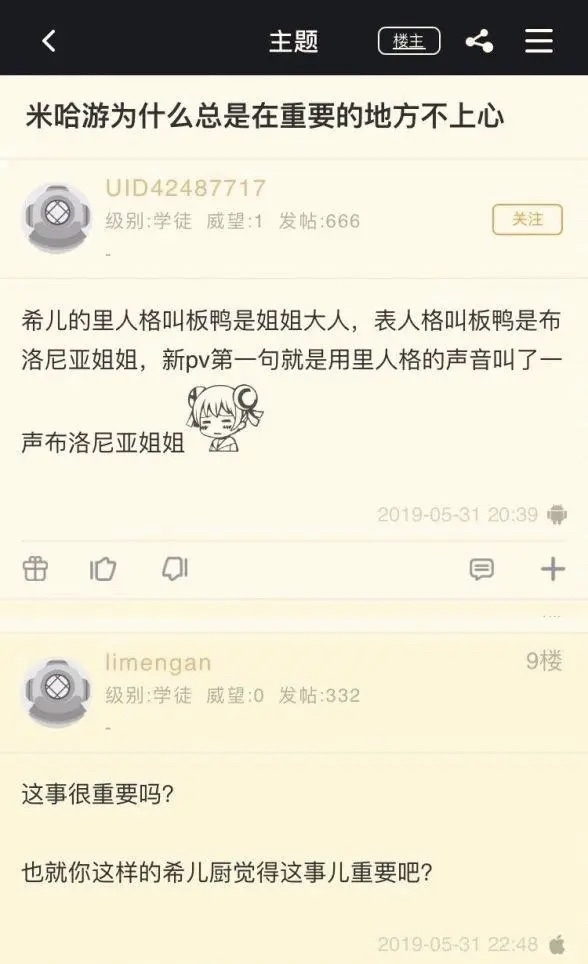 主题
楼主
米哈游为什么总是在重要的地方不上心
UID42487717
级别:学徒 威望:1 发帖:666
关注
-
希儿的里人格叫板鸭是姐姐大人，表人格叫板鸭是布
洛尼亚姐姐，新pv第一句就是用里人格的声音叫了一
声布洛尼亚姐姐
2019-05-31 20:39
limengan
9楼
级别:学徒 威望:0 发帖:332
-
这事很重要吗？
也就你这样的希儿厨觉得这事儿重要吧？
2019-05-31 22:48